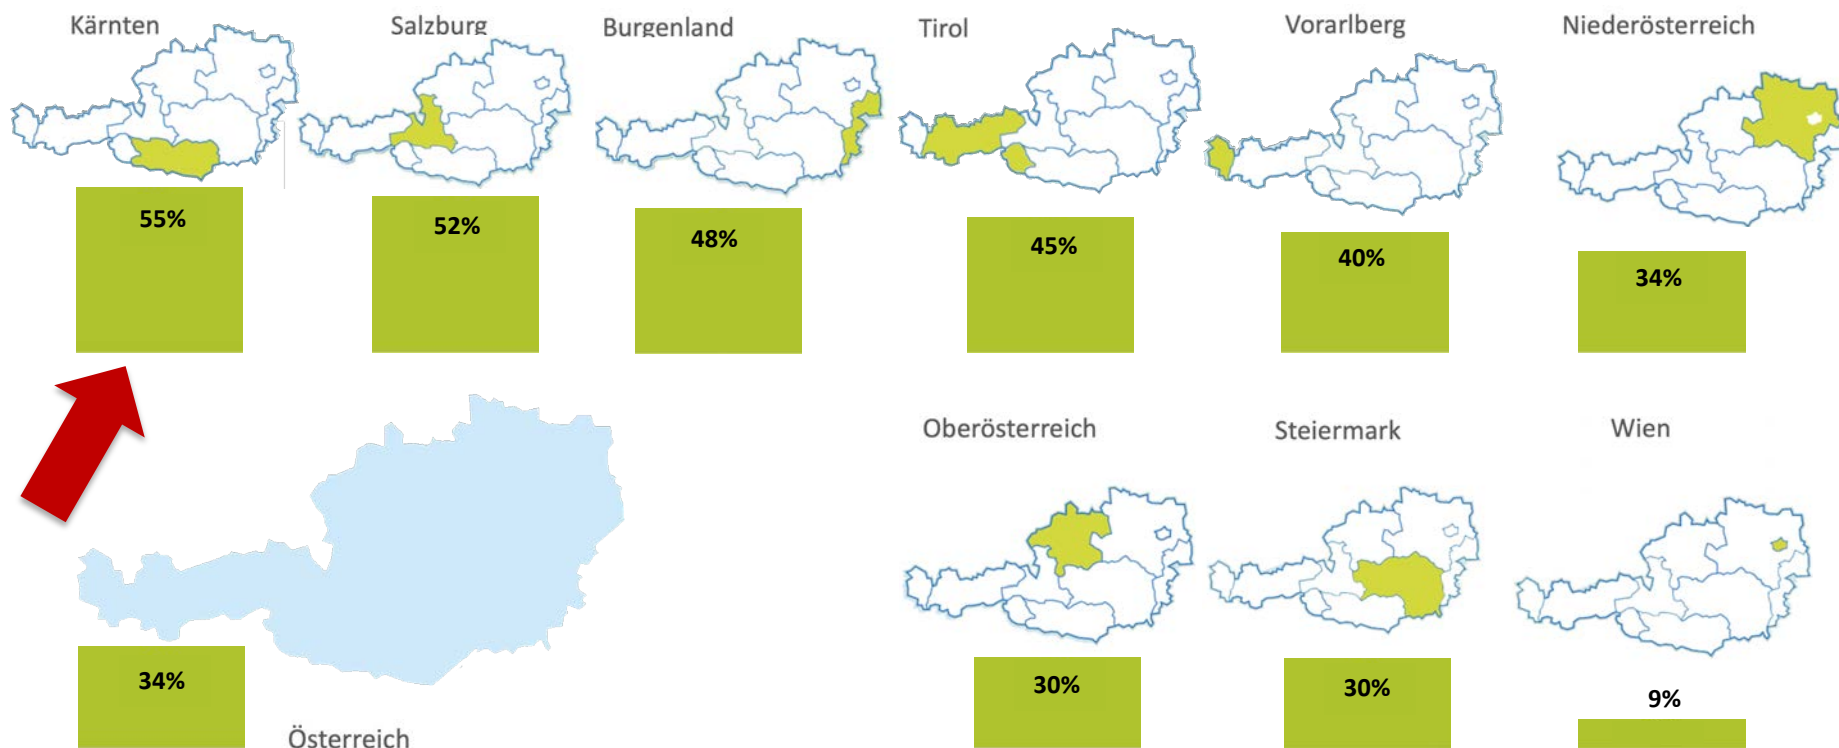 Kärnten
Salzburg
Burgenland
Tirol
Vorarlberg
Niederösterreich
55%
52%
48%
45%
40%
34%
Oberösterreich
Steiermark
Wien
34%
30%
30%
9%
Österreich